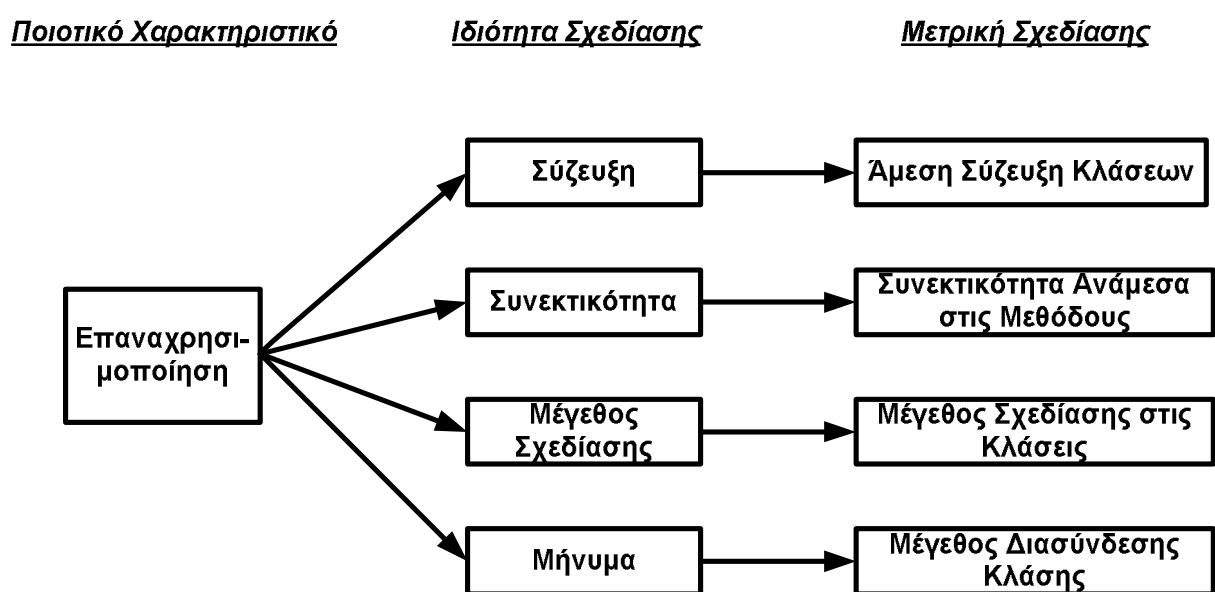 Ποιοτικό Χαρακτηριστικό
Ιδιότητα Σχεδίασης
Μετρική Σχεδίασης
Επαναχρησι-
μοποίηση
Σύζευξη
Άμεση Σύζευξη Κλάσεων
Συνεκτικότητα
Συνεκτικότητα Ανάμεσα
στις Μεθόδους
Μέγεθος
Σχεδίασης
Μέγεθος Σχεδίασης στις
Κλάσεις
Μήνυμα
Μέγεθος Διασύνδεσης
Κλάσης